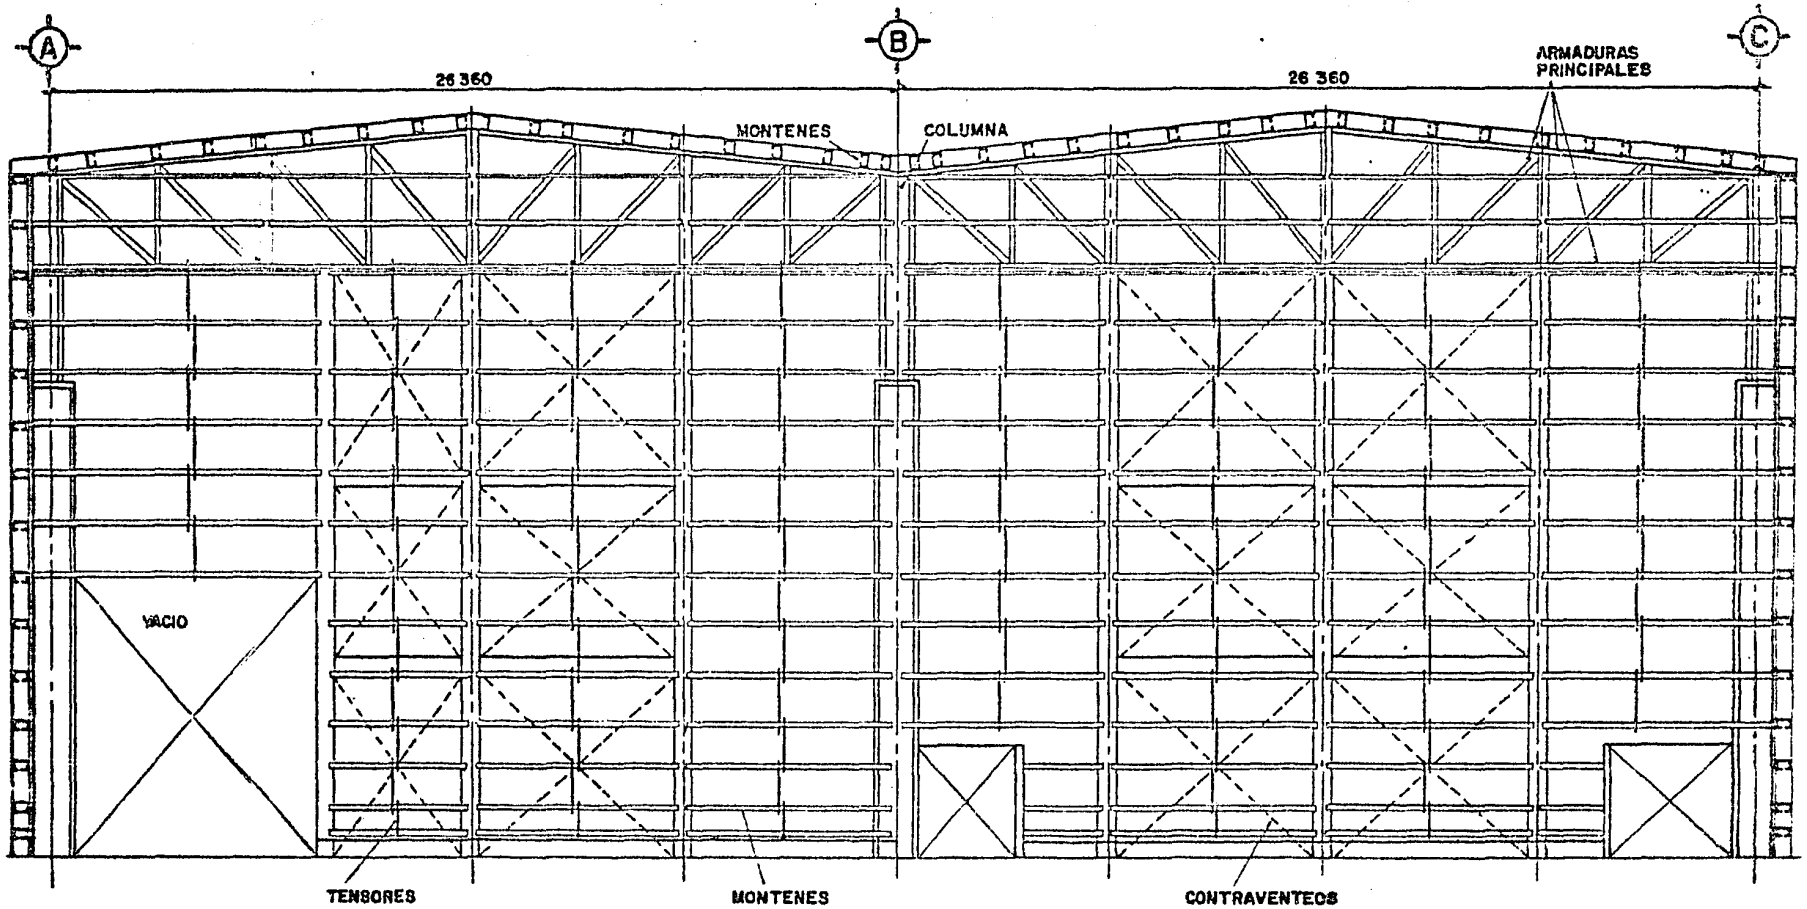 A
B
C
26 360
26 360
ARMADURAS
PRINCIPALES
MONTENES
COLUMNA
VACIO
TENSORES
MONTENES
CONTRAVENTEOS